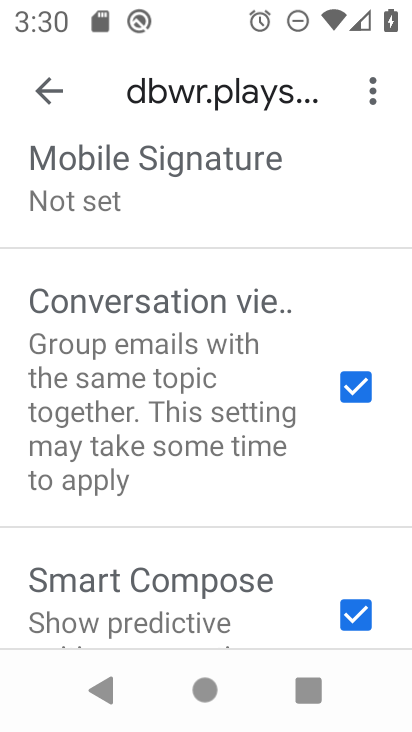 3:30
dbwr.plays...
Mobile Signature
Not set
Conversation vie..
Group emails with
the same topic
together. This setting
may take some time
to apply
Smart Compose
Show predictive